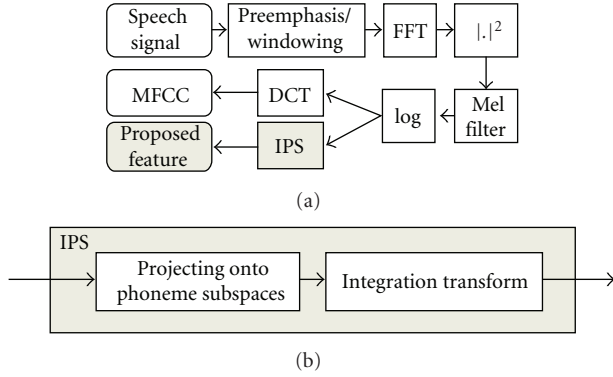 Speech
signal
Preemphasis/
windowing
FFT
|.|²
MFCC
DCT
log
Mel
filter
Proposed
feature
IPS
(a)
IPS
Projecting onto
phoneme subspaces
Integration transform
(b)